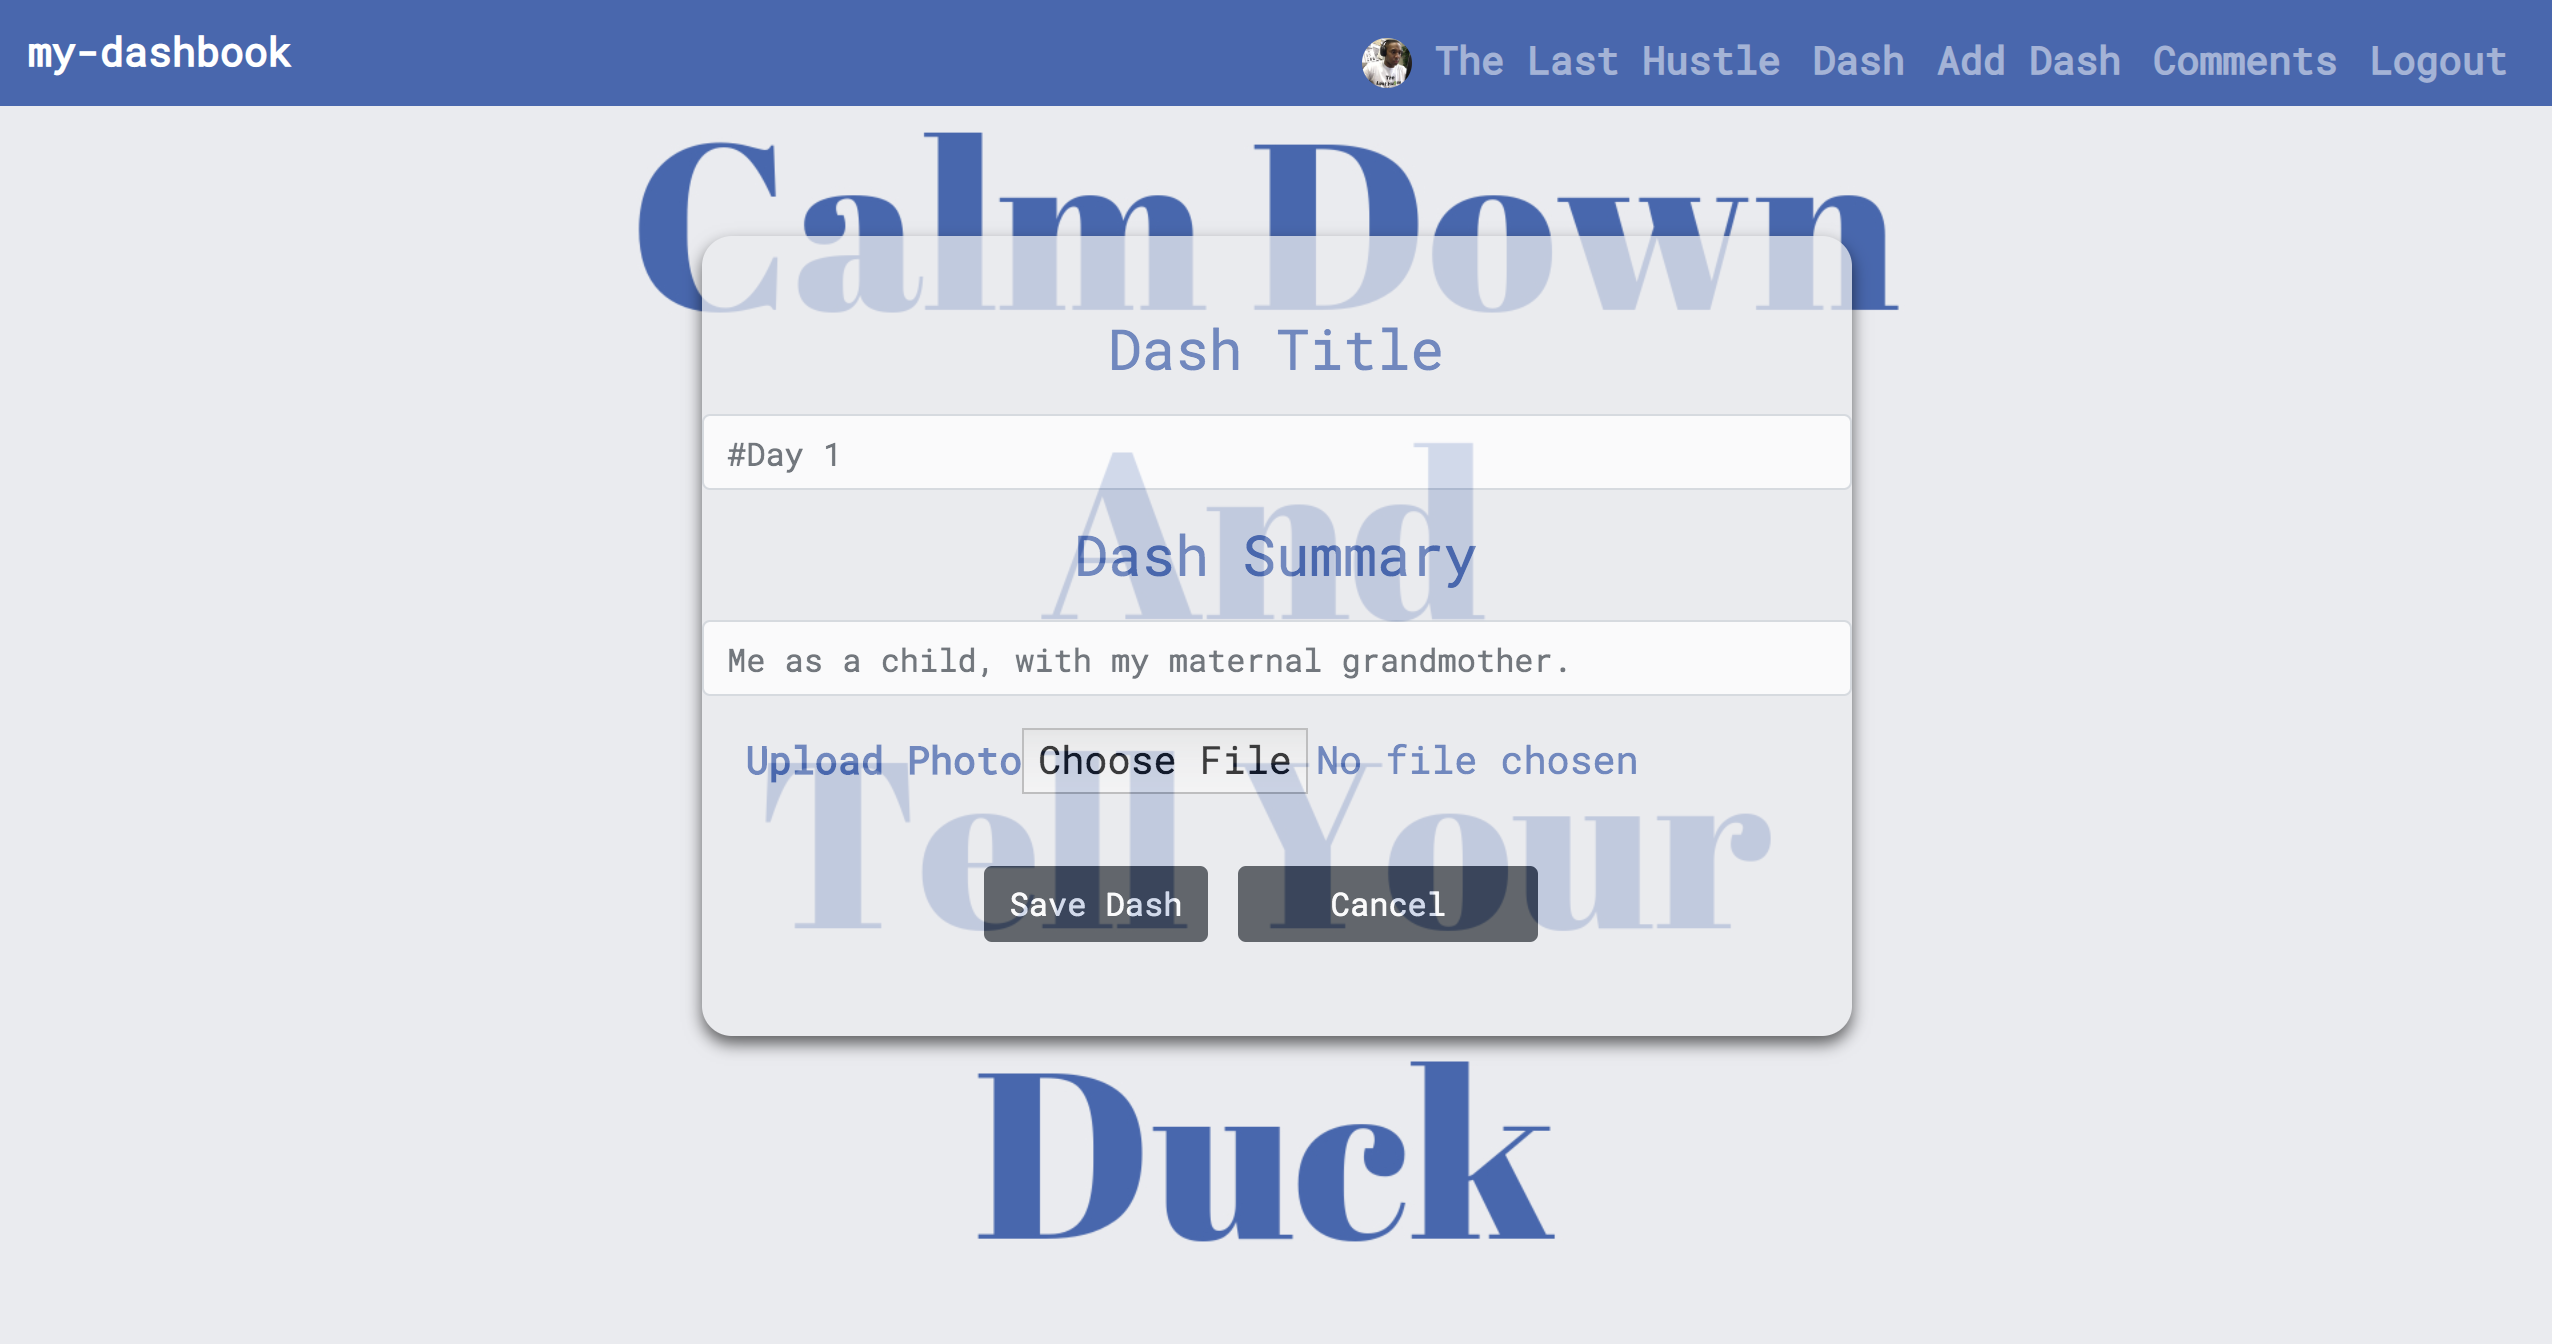 my-dashbook
The Last Hustle Dash Add Dash Comments Logout
Calm Down
Dash Title
#Day 1
And
Dash Summary
Me as a child, with my maternal grandmother.
Upload Photo Choose File No file chosen
Tell Your
Save Dash Cancel
Duck